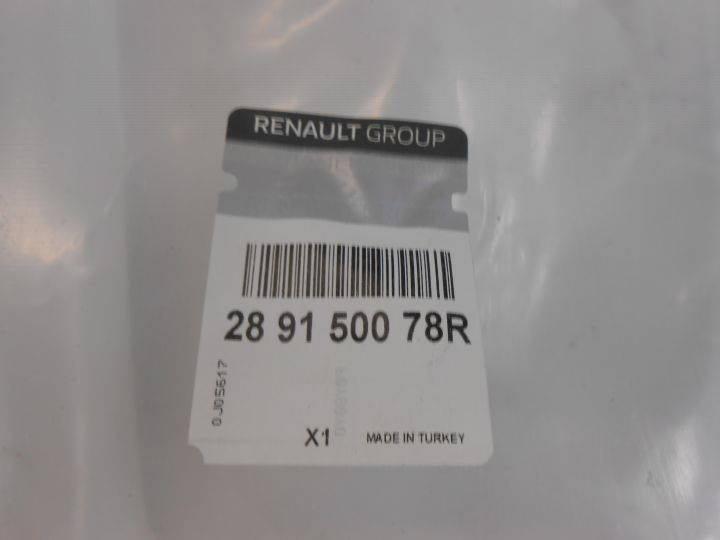 RENAULT GROUP
28 91 500 78R
0J05617
X1
MADE IN TURKEY